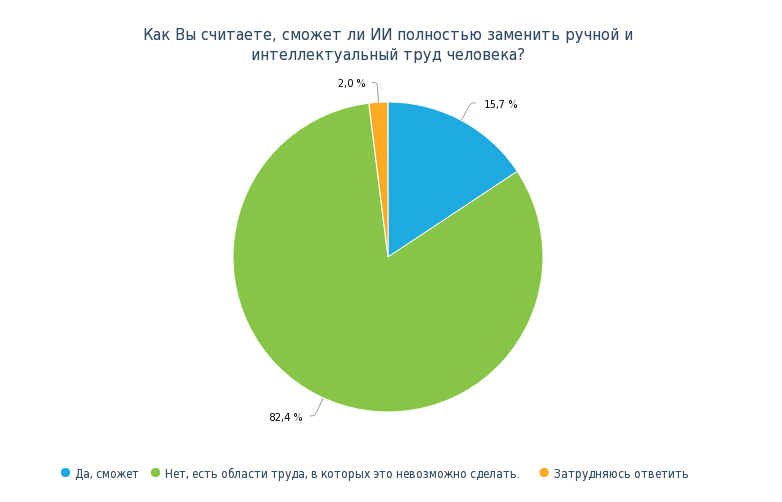 Как Вы считаете, сможет ли ИИ полностью заменить ручной и
интеллектуальный труд человека?
2,0 %
15,7 %
82,4 %
Да, сможет
Нет, есть области труда, в которых это невозможно сделать.
Затрудняюсь ответить